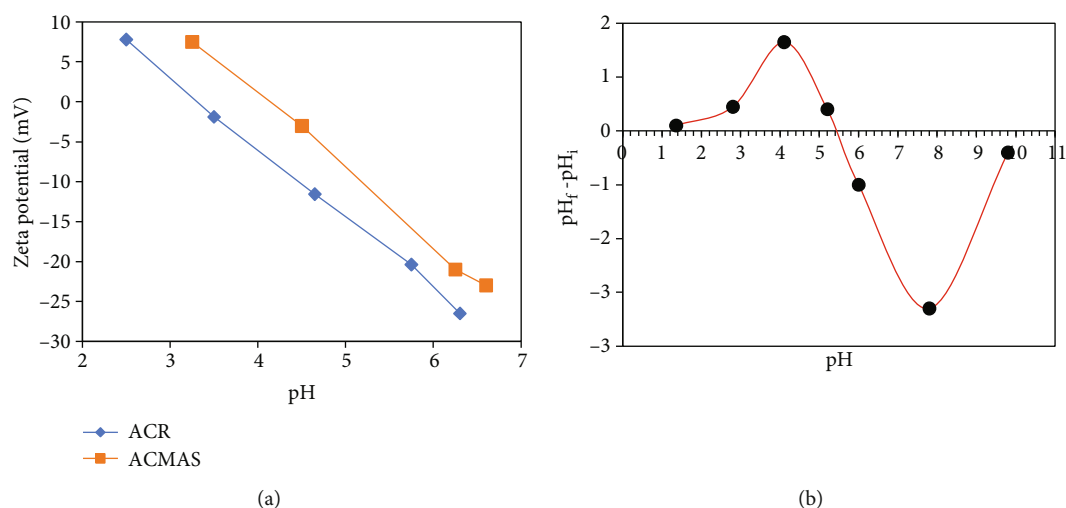 10
5
0
–5
–10
–15
-20
–25
–30
Zeta potential (mV)
2 3 4 5 6 7
pH
ACR
ACMAS
(a)
2
1
0
–1
–2
–3
pHf -pHi
0 1 2 3 4 5 6 7 8 9 10 11
pH
(b)